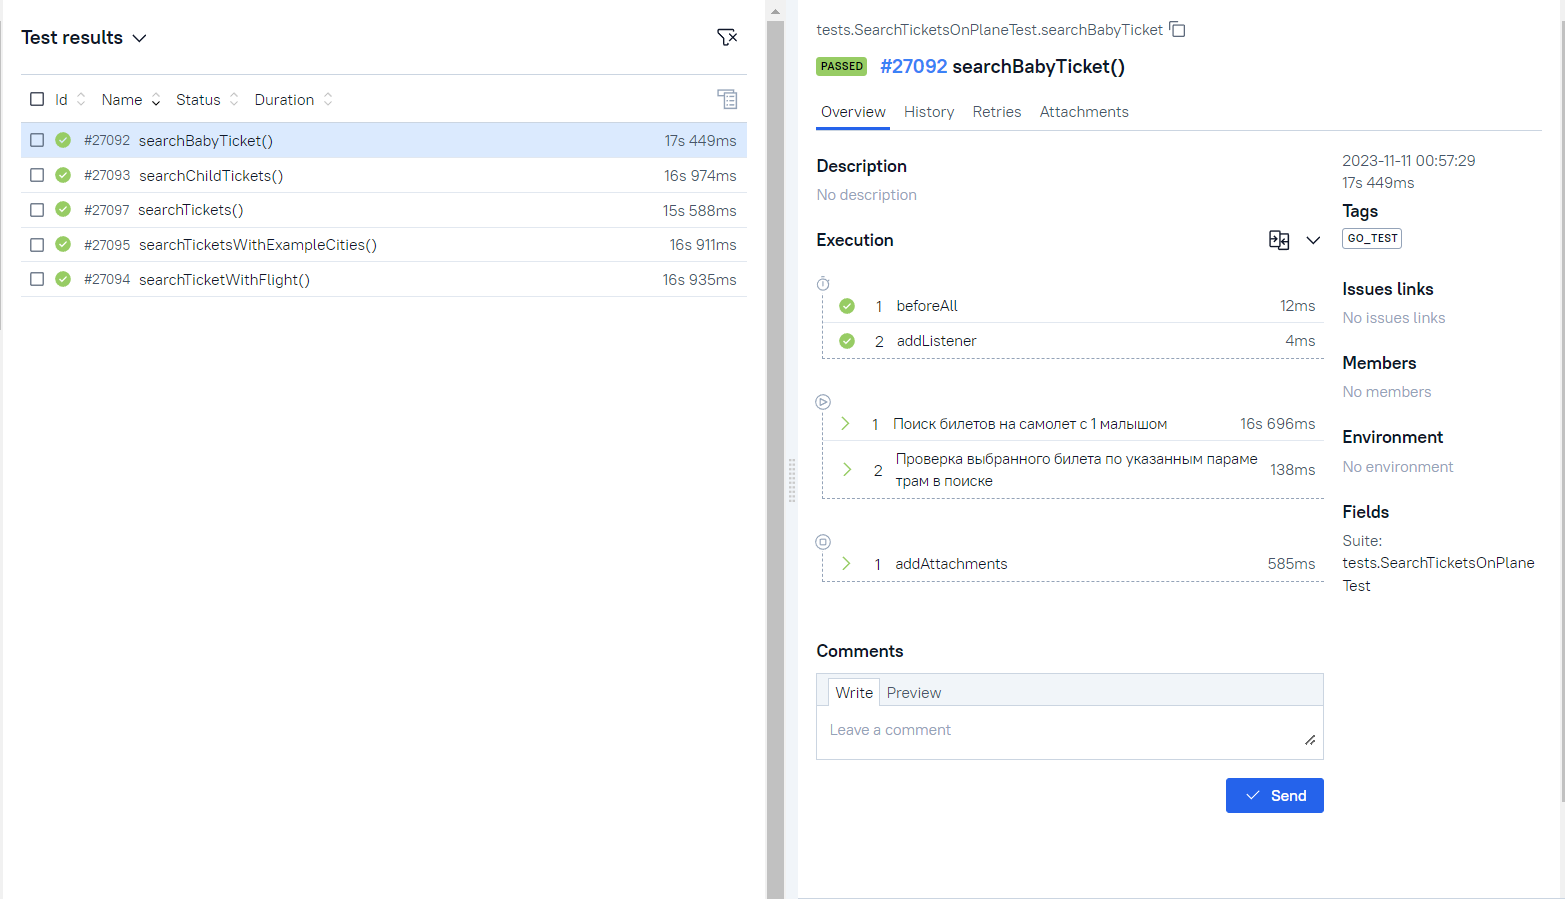 Test results
Id Name Status Duration
#27092 searchBabyTicket() 17s 449ms
#27093 searchChildTickets() 16s 974ms
#27097 searchTickets() 15s 588ms
#27095 searchTicketsWithExampleCities() 16s 911ms
#27094 searchTicketWithFlight() 16s 935ms
tests.SearchTicketsOnPlaneTest.searchBabyTicket
PASSED #27092 searchBabyTicket()
Overview History Retries Attachments
Description
No description
Execution
1 beforeAll 12ms
2 addListener 4ms
1 Поиск билетов на самолет с 1 малышом 16s 696ms
2 Проверка выбранного билета по указанным параме
трам в поиске 138ms
1 addAttachments 585ms
Comments
Write Preview
Leave a comment
Send
2023-11-11 00:57:29
17s 449ms
Tags
GO_TEST
Issues links
No issues links
Members
No members
Environment
No environment
Fields
Suite:
tests.SearchTicketsOnPlane
Test